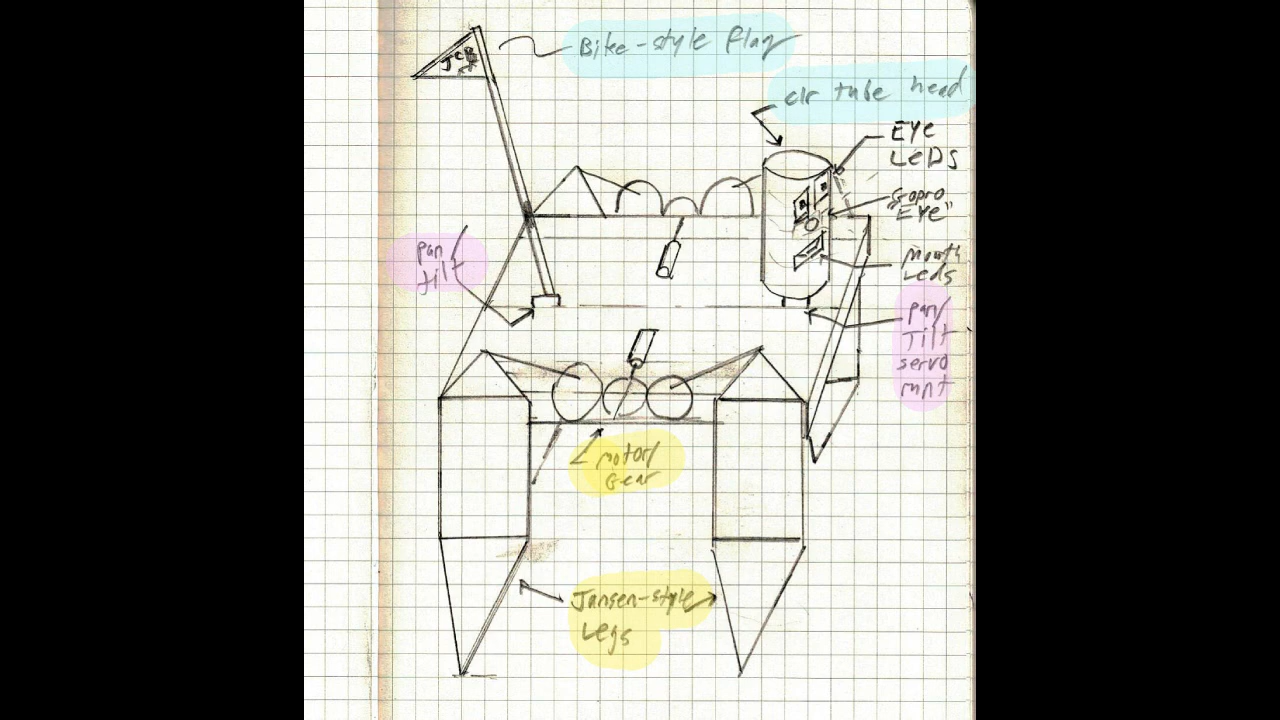 Bike-style flag
clr tube head
EYE
LEDS
Gopro
"EYE"
pan/
tilt
mouth
LEDS
pan/
TILT
servo
mnt
motor/
Gear
Jansen-style
Legs